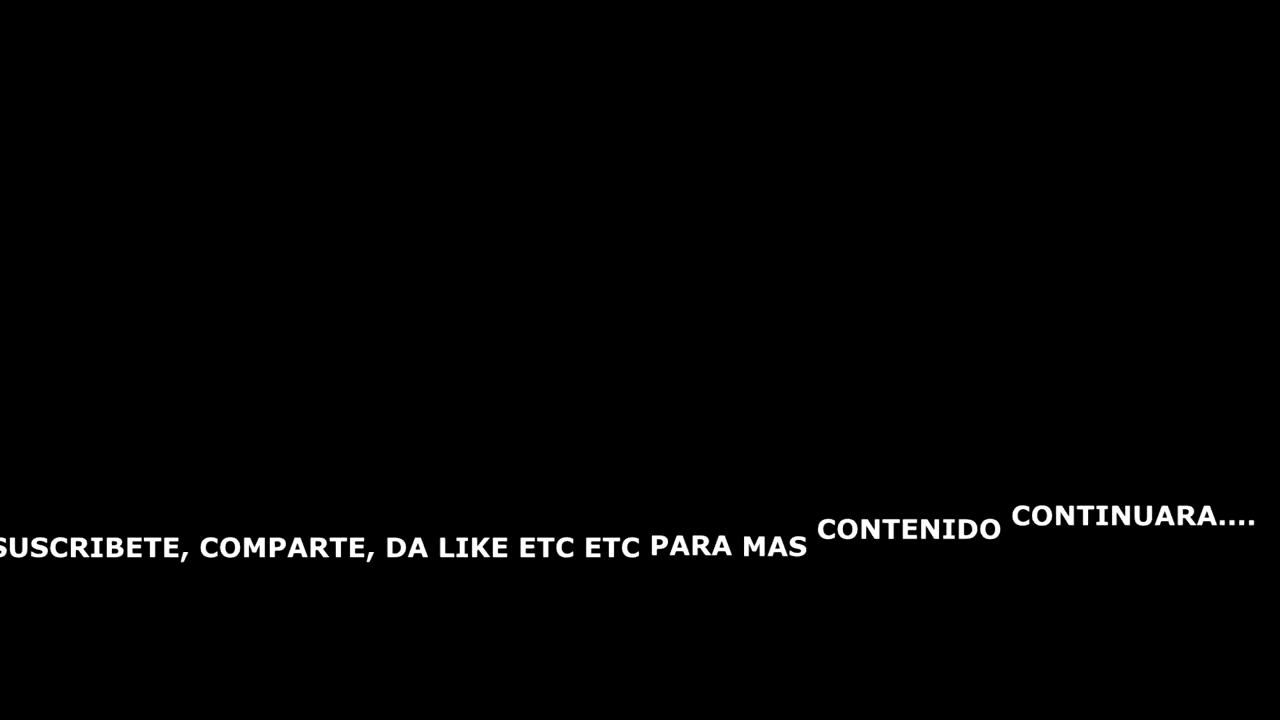 SUSCRIBETE, COMPARTE, DA LIKE ETC ETC PARA MAS CONTENIDO CONTINUARA....